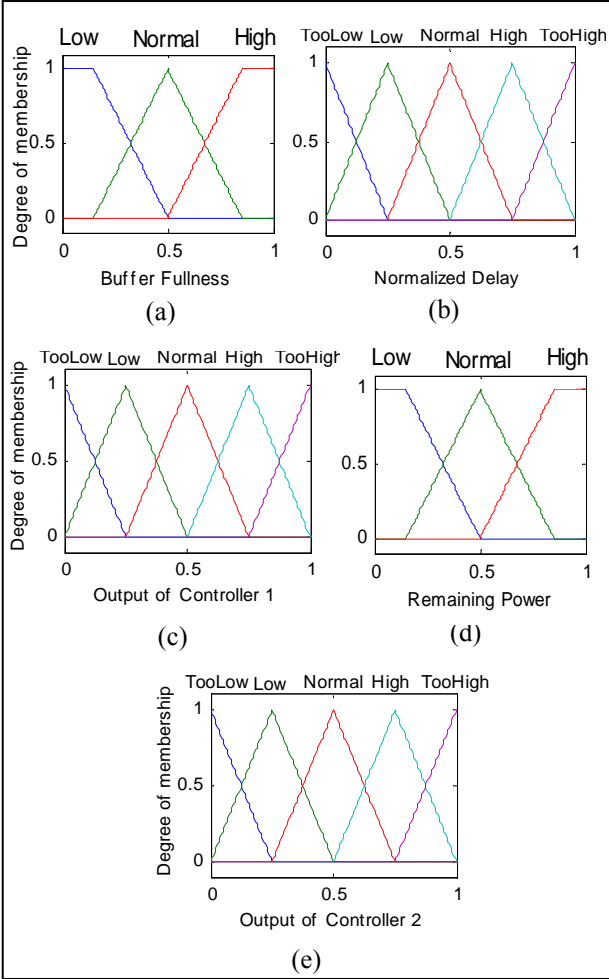 Low Normal High
Degree of membership
1
0.5
0
0 0.5 1
Buffer Fullness
(a)
TooLow Low Normal High TooHigh
1
0.5
0
0 0.5 1
Normalized Delay
(b)
TooLow Low Normal High TooHigh
Degree of membership
1
0.5
0
0 0.5 1
Output of Controller 1
(c)
Low Normal High
1
0.5
0
0 0.5 1
Remaining Power
(d)
TooLow Low Normal High TooHigh
Degree of membership
1
0.5
0
0 0.5 1
Output of Controller 2
(e)